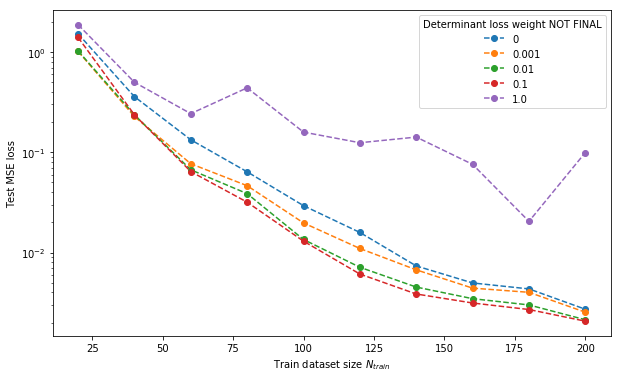 Determinant loss weight NOT FINAL
0
0.001
0.01
0.1
1.0
10⁰
10⁻¹
10⁻²
Test MSE loss
25 50 75 100 125 150 175 200
Train dataset size N_train